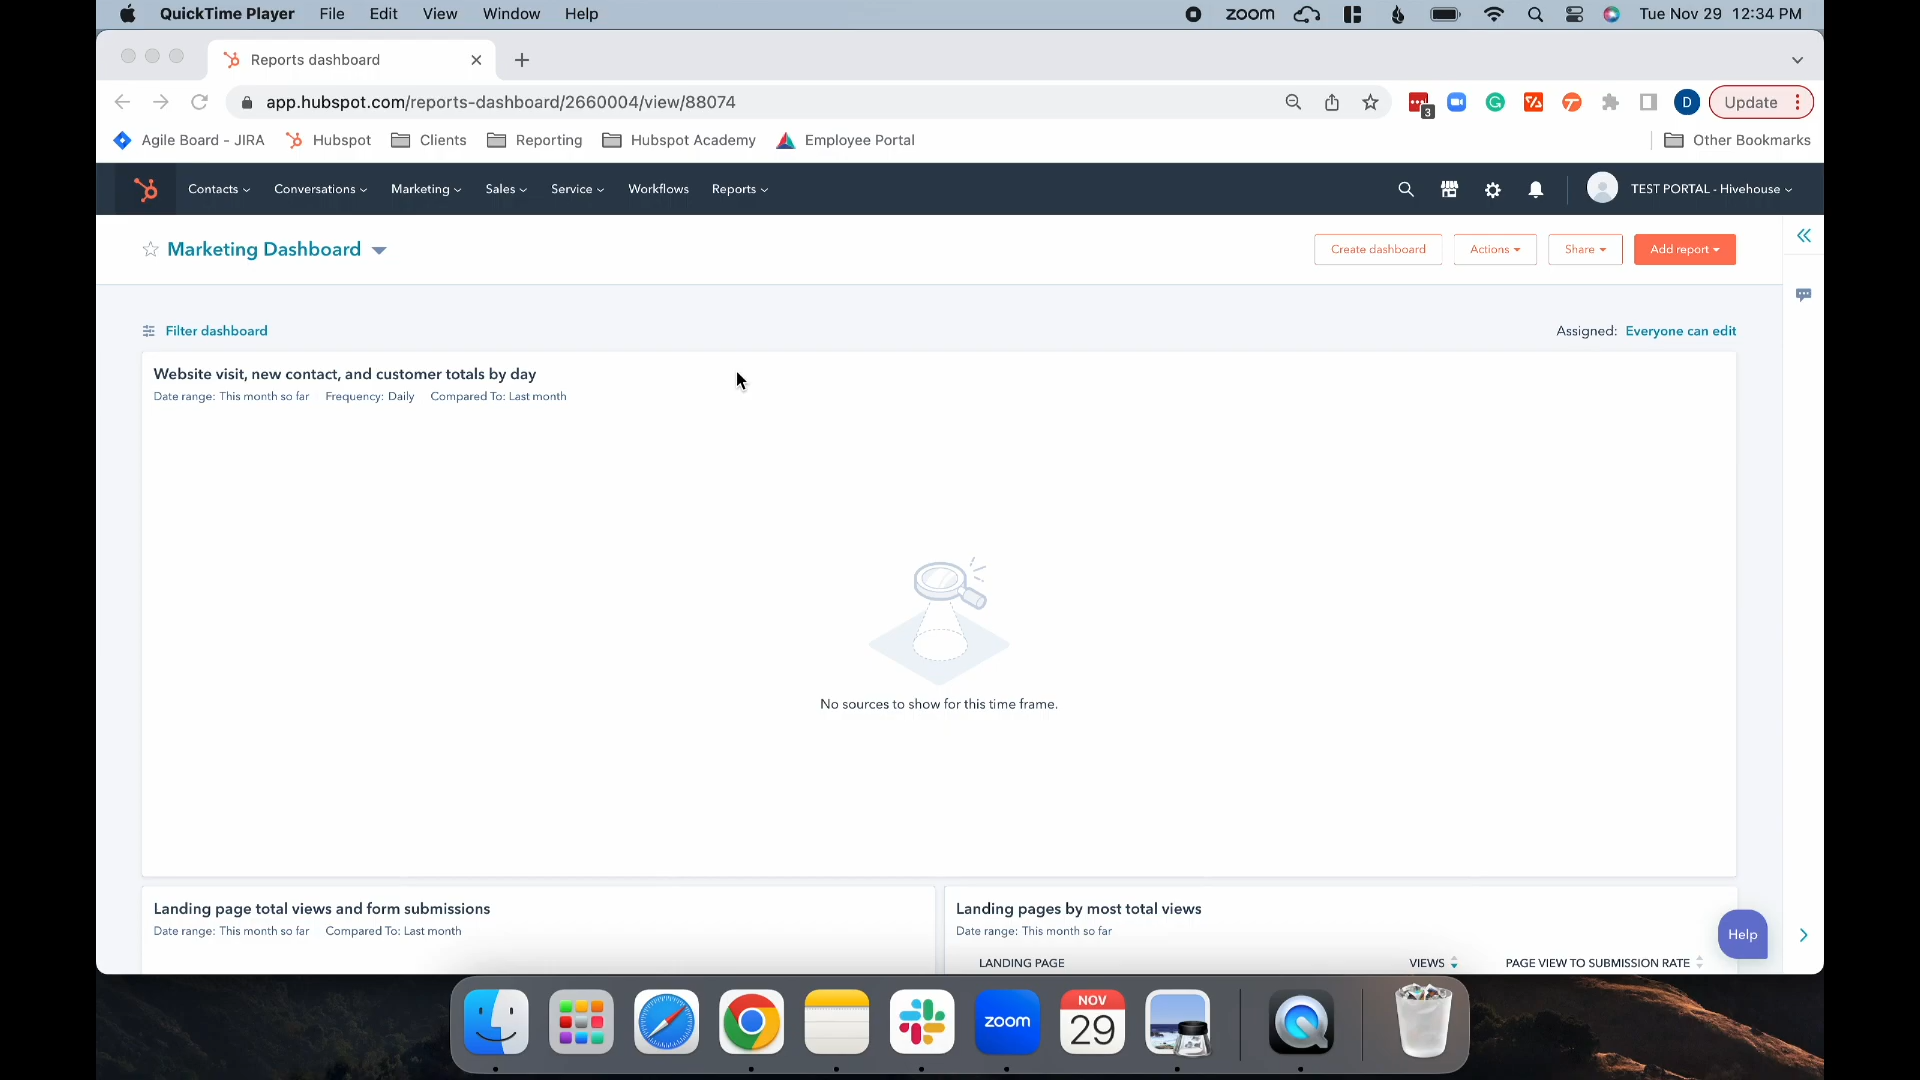 QuickTime Player File Edit View Window Help zoom Tue Nov 29 12:34 PM
Reports dashboard
app.hubspot.com/reports-dashboard/2660004/view/88074 3 D Update
Agile Board - JIRA Hubspot Clients Reporting Hubspot Academy Employee Portal Other Bookmarks
Contacts Conversations Marketing Sales Service Workflows Reports TEST PORTAL - Hivehouse
Marketing Dashboard Create dashboard Actions Share Add report
Filter dashboard Assigned: Everyone can edit
Website visit, new contact, and customer totals by day
Date range: This month so far Frequency: Daily Compared To: Last month
No sources to show for this time frame.
Landing page total views and form submissions Landing pages by most total views
Date range: This month so far Compared To: Last month Date range: This month so far
Help
LANDING PAGE VIEWS PAGE VIEW TO SUBMISSION RATE
NOV
zoom 29